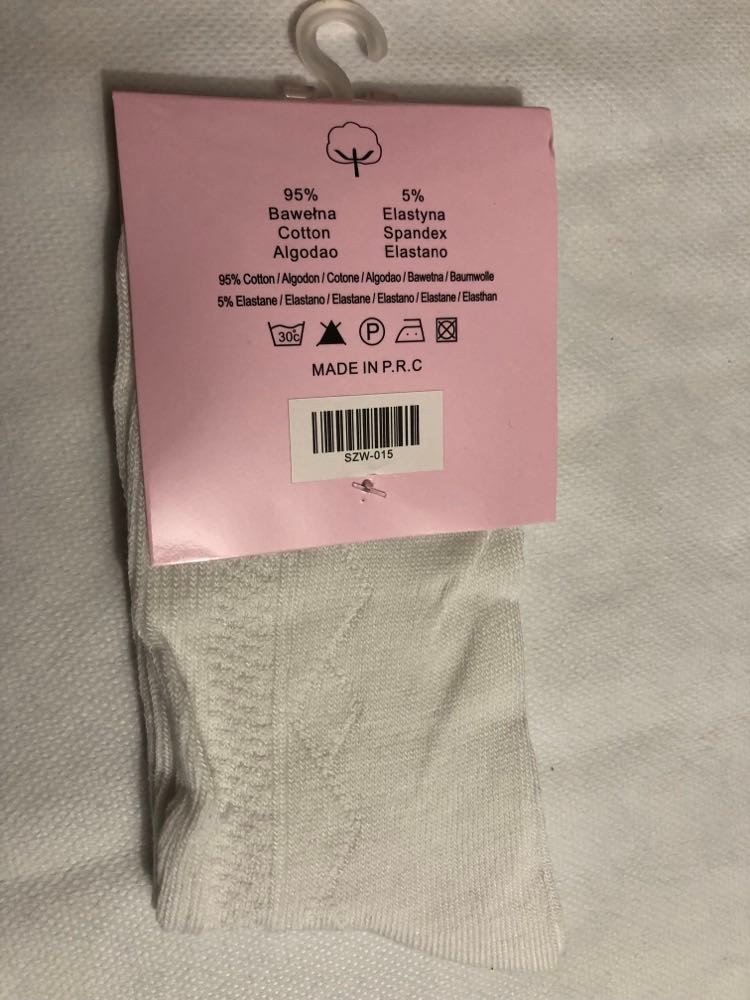 95% 5%
Bawełna Elastyna
Cotton Spandex
Algodao Elastano
95% Cotton / Algodon / Cotone / Algodao / Bawetna / Baumwolle
5% Elastane / Elastano / Elastane / Elastano / Elastane / Elasthan
30c P
MADE IN P.R.C
SZW-015